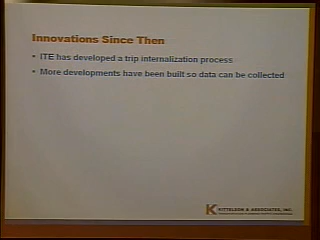 Innovations Since Then
• ITE has developed a trip internalization process
• More developments have been built so data can be collected
K KITTELSON & ASSOCIATES, INC.